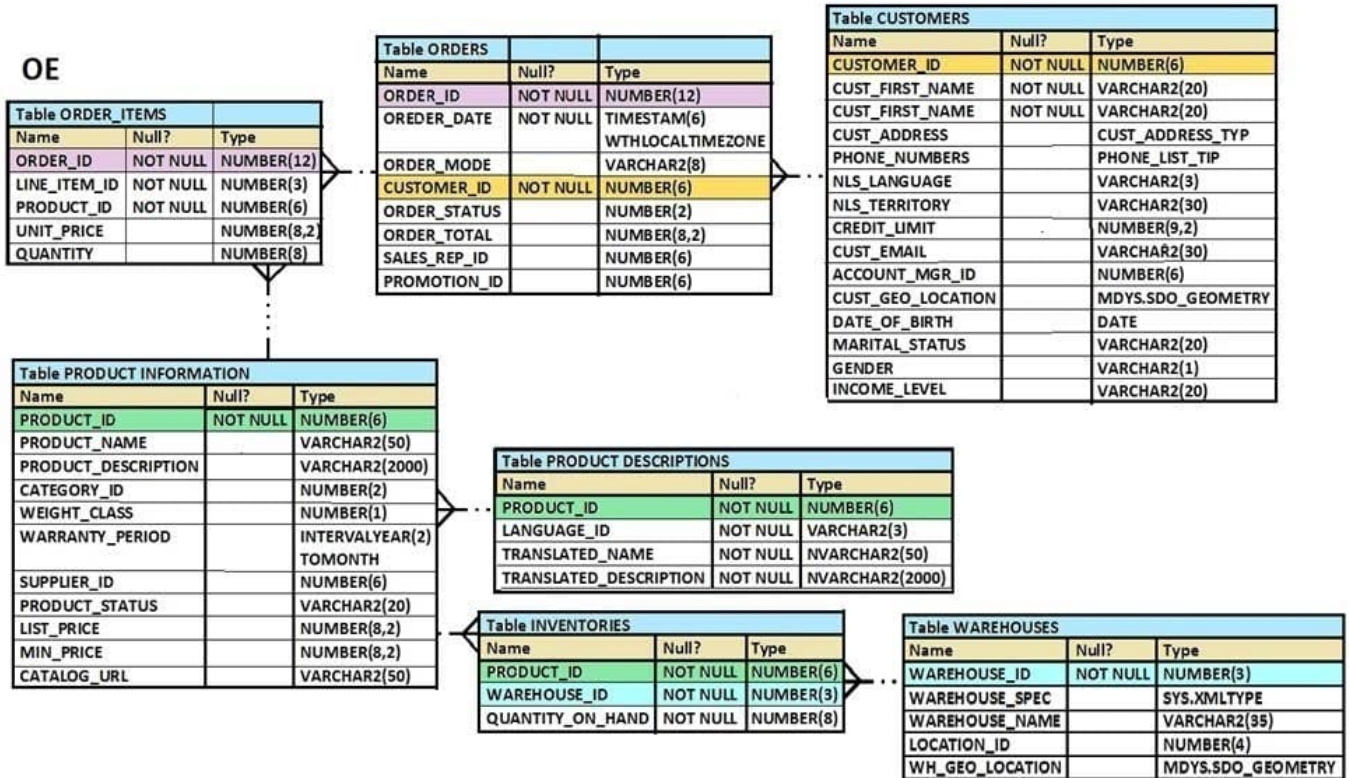 OE
Table ORDER_ITEMS
Name Null? Type
ORDER_ID NOT NULL NUMBER(12)
LINE_ITEM_ID NOT NULL NUMBER(3)
PRODUCT_ID NOT NULL NUMBER(6)
UNIT_PRICE NUMBER(8,2)
QUANTITY NUMBER(8)
Table ORDERS
Name Null? Type
ORDER_ID NOT NULL NUMBER(12)
OREDER_DATE NOT NULL TIMESTAM(6)
WTHLOCALTIMEZONE
ORDER_MODE VARCHAR2(8)
CUSTOMER_ID NOT NULL NUMBER(6)
ORDER_STATUS NUMBER(2)
ORDER_TOTAL NUMBER(8,2)
SALES_REP_ID NUMBER(6)
PROMOTION_ID NUMBER(6)
Table CUSTOMERS
Name Null? Type
CUSTOMER_ID NOT NULL NUMBER(6)
CUST_FIRST_NAME NOT NULL VARCHAR2(20)
CUST_FIRST_NAME NOT NULL VARCHAR2(20)
CUST_ADDRESS CUST_ADDRESS_TYP
PHONE_NUMBERS PHONE_LIST_TIP
NLS_LANGUAGE VARCHAR2(3)
NLS_TERRITORY VARCHAR2(30)
CREDIT_LIMIT NUMBER(9,2)
CUST_EMAIL VARCHAR2(30)
ACCOUNT_MGR_ID NUMBER(6)
CUST_GEO_LOCATION MDYS.SDO_GEOMETRY
DATE_OF_BIRTH DATE
MARITAL_STATUS VARCHAR2(20)
GENDER VARCHAR2(1)
INCOME_LEVEL VARCHAR2(20)
Table PRODUCT INFORMATION
Name Null? Type
PRODUCT_ID NOT NULL NUMBER(6)
PRODUCT_NAME VARCHAR2(50)
PRODUCT_DESCRIPTION VARCHAR2(2000)
CATEGORY_ID NUMBER(2)
WEIGHT_CLASS NUMBER(1)
WARRANTY_PERIOD INTERVALYEAR(2)
TOMONTH
SUPPLIER_ID NUMBER(6)
PRODUCT_STATUS VARCHAR2(20)
LIST_PRICE NUMBER(8,2)
MIN_PRICE NUMBER(8,2)
CATALOG_URL VARCHAR2(50)
Table PRODUCT DESCRIPTIONS
Name Null? Type
PRODUCT_ID NOT NULL NUMBER(6)
LANGUAGE_ID NOT NULL VARCHAR2(3)
TRANSLATED_NAME NOT NULL NVARCHAR2(50)
TRANSLATED_DESCRIPTION NOT NULL NVARCHAR2(2000)
Table INVENTORIES
Name Null? Type
PRODUCT_ID NOT NULL NUMBER(6)
WAREHOUSE_ID NOT NULL NUMBER(3)
QUANTITY_ON_HAND NOT NULL NUMBER(8)
Table WAREHOUSES
Name Null? Type
WAREHOUSE_ID NOT NULL NUMBER(3)
WAREHOUSE_SPEC SYS.XMLTYPE
WAREHOUSE_NAME VARCHAR2(35)
LOCATION_ID NUMBER(4)
WH_GEO_LOCATION MDYS.SDO_GEOMETRY